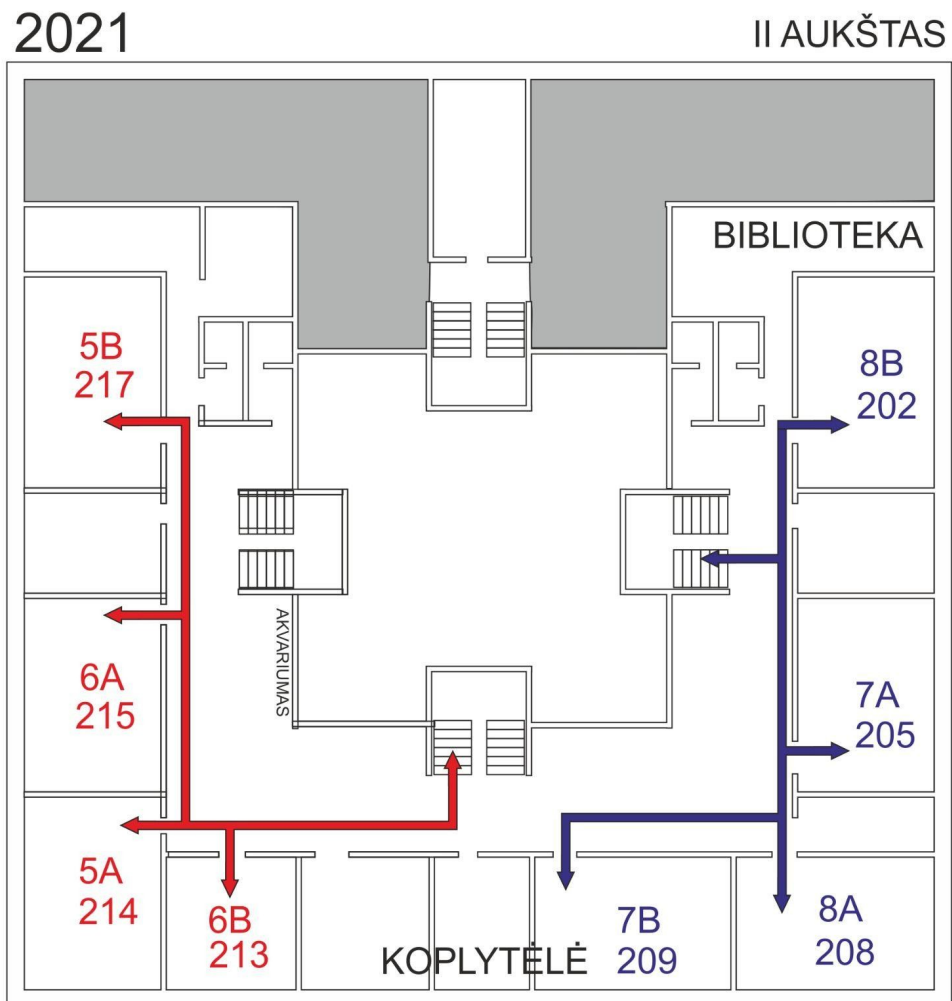 2021
II AUKŠTAS
BIBLIOTEKA
5B
217
8B
202
AKVARIUMAS
6A
215
7A
205
5A
214
6B
213
KOPLYTĖLĖ
7B
209
8A
208